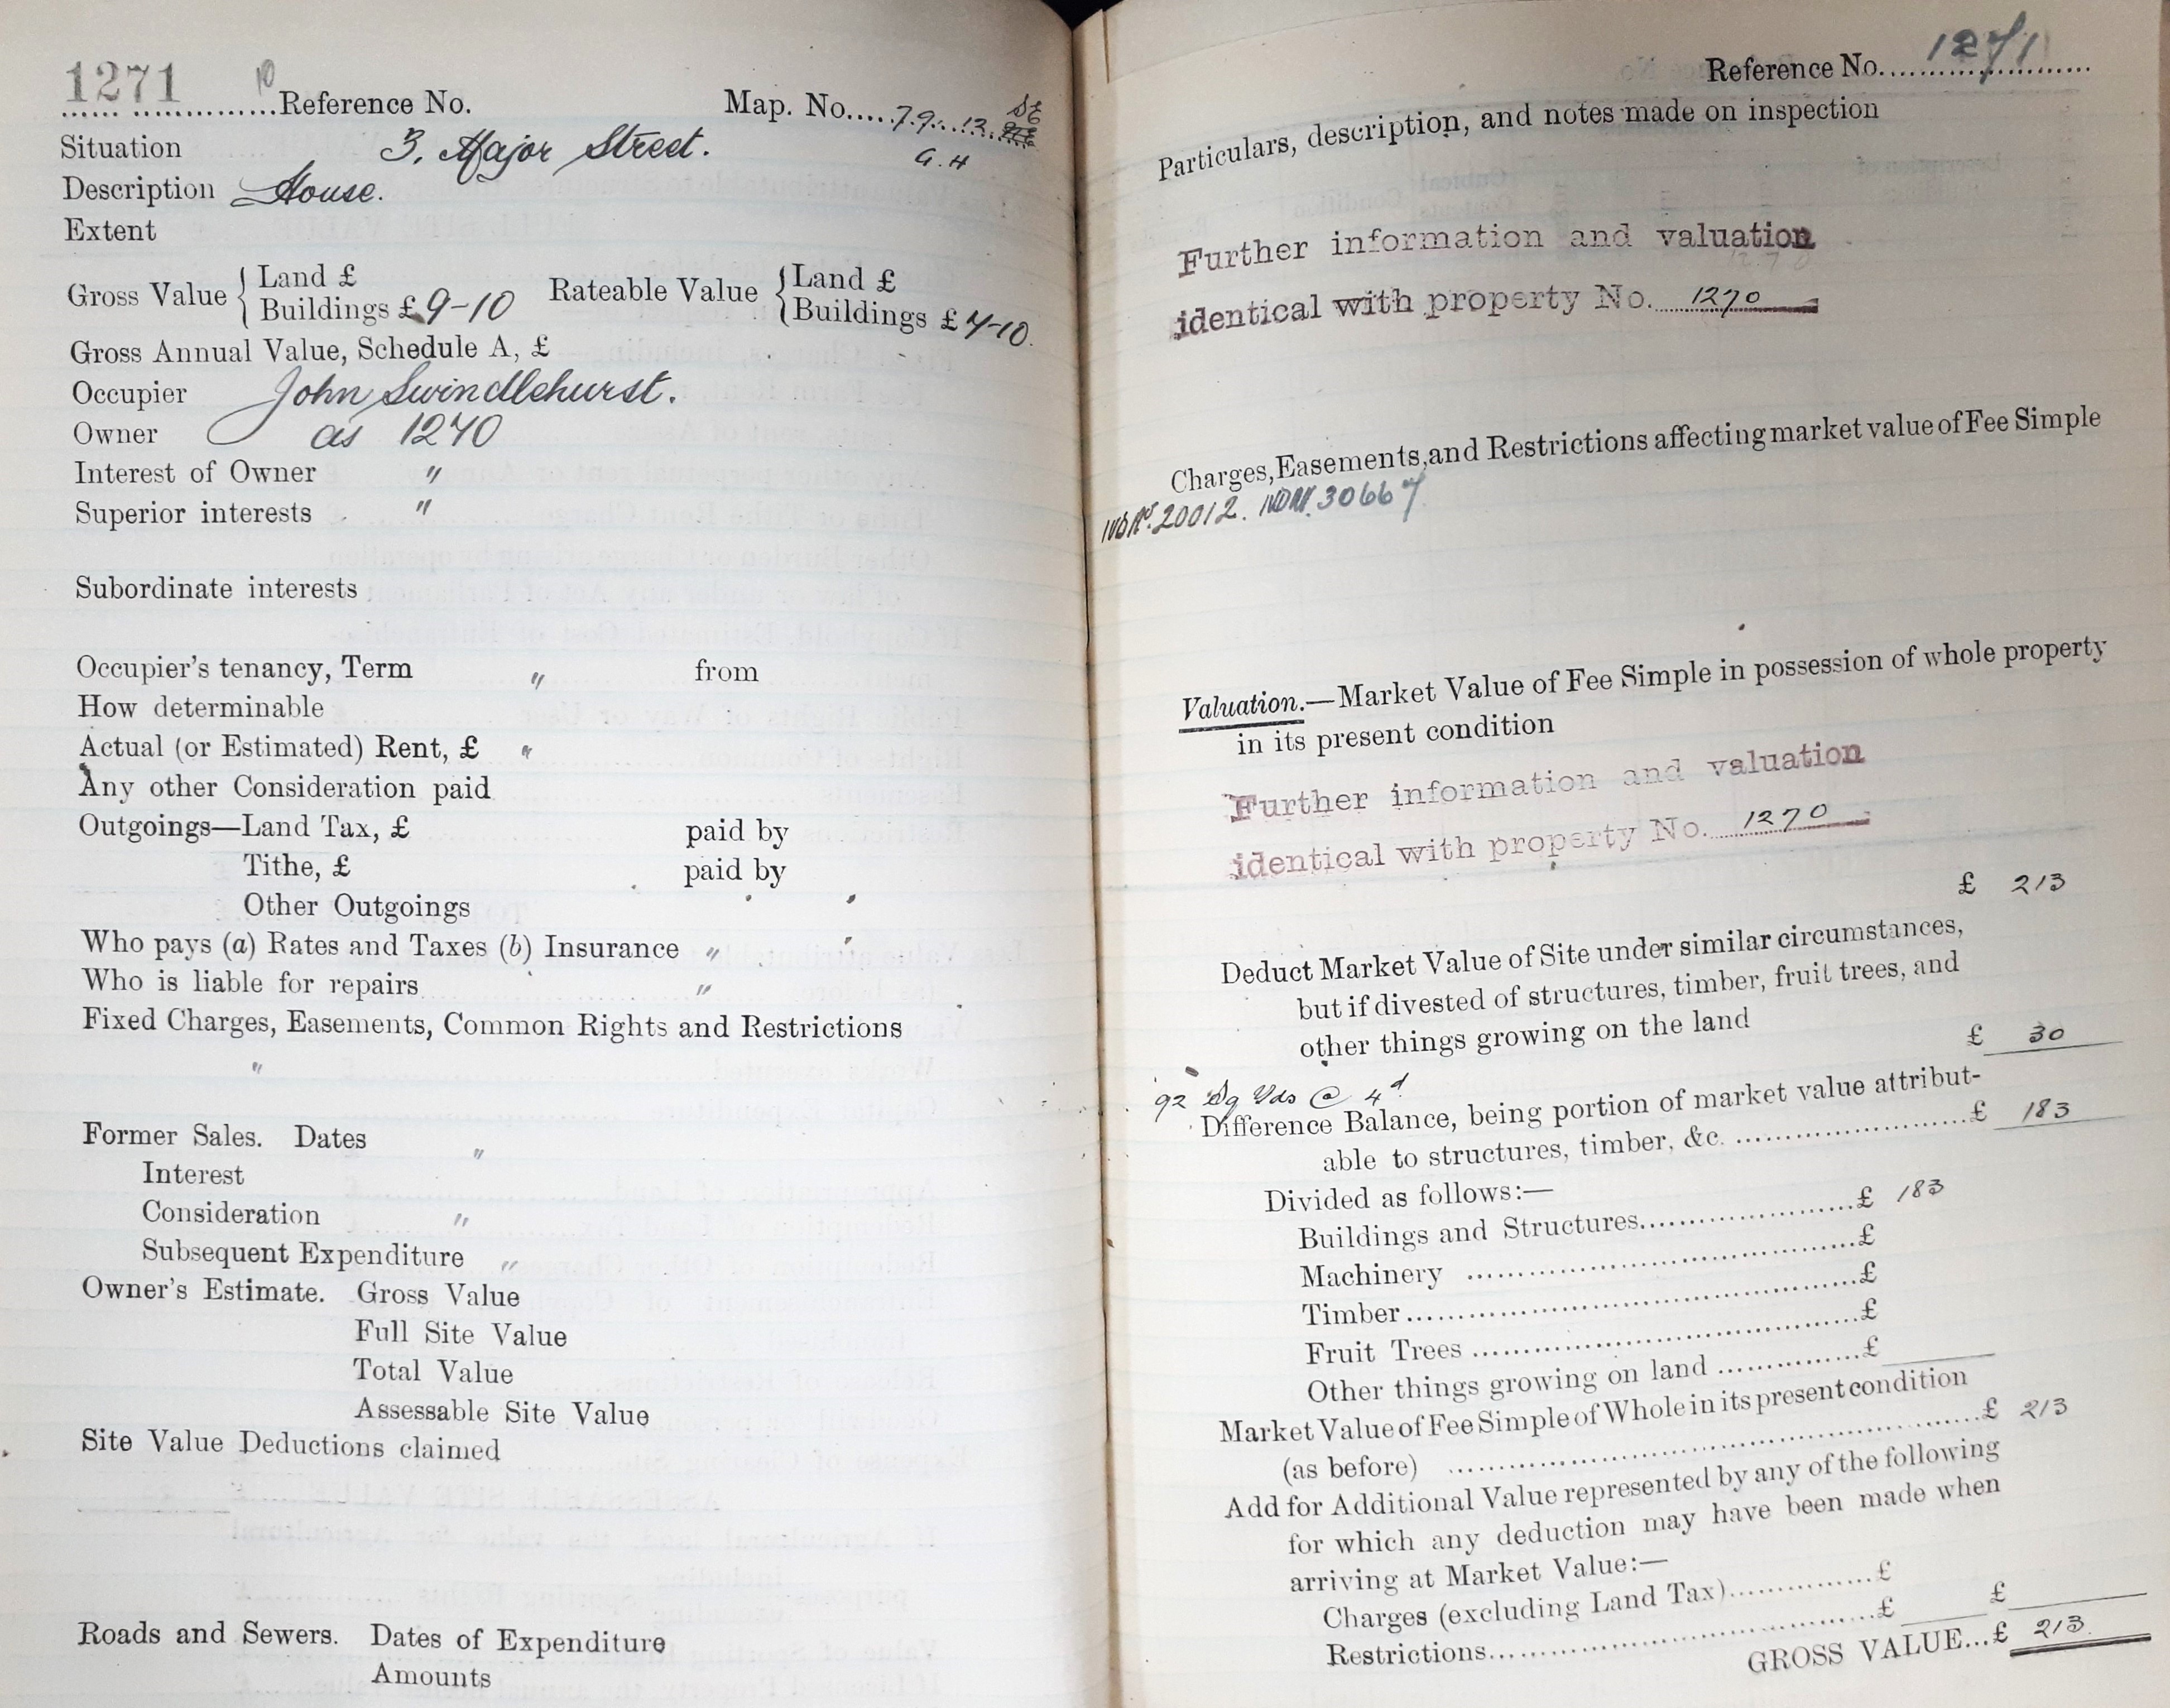 1271 10 Reference No. Map. No. 79. 13. SE
G.H
Situation 3, Major Street.
Description House.
Extent
Gross Value { Land £
Buildings £ 9-10
Rateable Value { Land £
Buildings £ 7-10.
Gross Annual Value, Schedule A, £
Occupier John Swindlehurst.
Owner as 1270
Interest of Owner "
Superior interests "
Subordinate interests
Occupier's tenancy, Term " from
How determinable
Actual (or Estimated) Rent, £ "
Any other Consideration paid
Outgoings—Land Tax, £ paid by
Tithe, £ paid by
Other Outgoings
Who pays (a) Rates and Taxes (b) Insurance "
Who is liable for repairs "
Fixed Charges, Easements, Common Rights and Restrictions
"
Former Sales. Dates "
Interest
Consideration "
Subsequent Expenditure "
Owner's Estimate. Gross Value
Full Site Value
Total Value
Assessable Site Value
Site Value Deductions claimed
Roads and Sewers. Dates of Expenditure
Amounts
Reference No. 1271
Particulars, description, and notes made on inspection
Further information and valuation
identical with property No. 1270
Charges, Easements, and Restrictions affecting market value of Fee Simple
20012. 30667
Valuation.—Market Value of Fee Simple in possession of whole property
in its present condition
Further information and valuation
identical with property No. 1270
£ 213
Deduct Market Value of Site under similar circumstances,
but if divested of structures, timber, fruit trees, and
other things growing on the land
£ 30
92 Sq Yds @ 4d
Difference Balance, being portion of market value attribut-
able to structures, timber, &c. £ 183
Divided as follows:—
Buildings and Structures £ 183
Machinery £
Timber £
Fruit Trees £
Other things growing on land £
Market Value of Fee Simple of Whole in its present condition
(as before) £ 213
Add for Additional Value represented by any of the following
for which any deduction may have been made when
arriving at Market Value:—
Charges (excluding Land Tax) £
Restrictions £ £
GROSS VALUE...£ 213